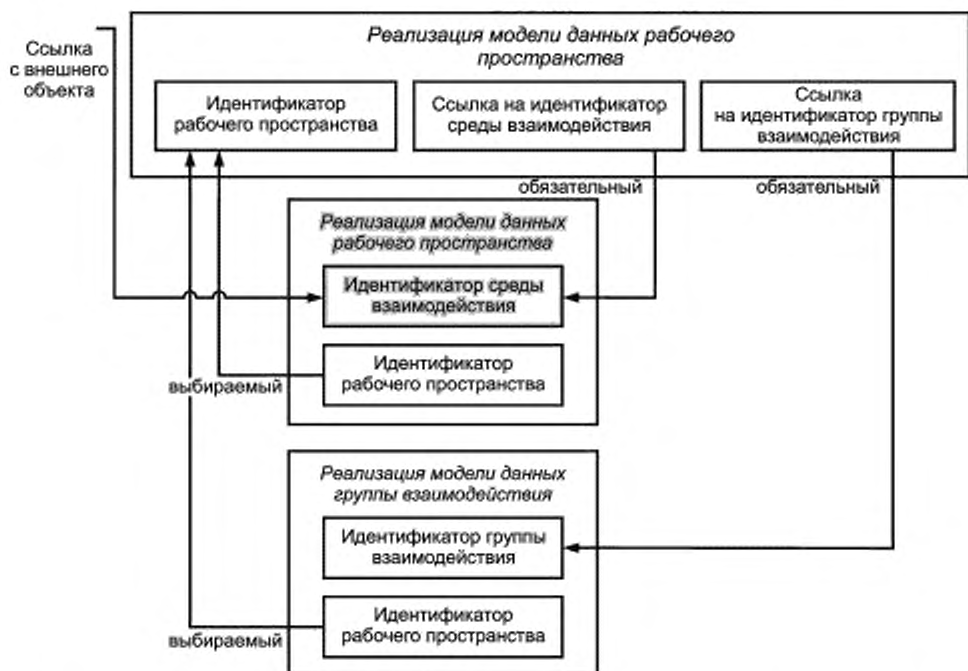 Реализация модели данных рабочего
пространства
Ссылка
с внешнего
объекта
Идентификатор
рабочего пространства
Ссылка на идентификатор
среды взаимодействия
Ссылка
на идентификатор группы
взаимодействия
обязательный
обязательный
Реализация модели данных
рабочего пространства
Идентификатор среды
взаимодействия
Идентификатор
рабочего пространства
выбираемый
Реализация модели данных
группы взаимодействия
Идентификатор группы
взаимодействия
Идентификатор
рабочего пространства
выбираемый